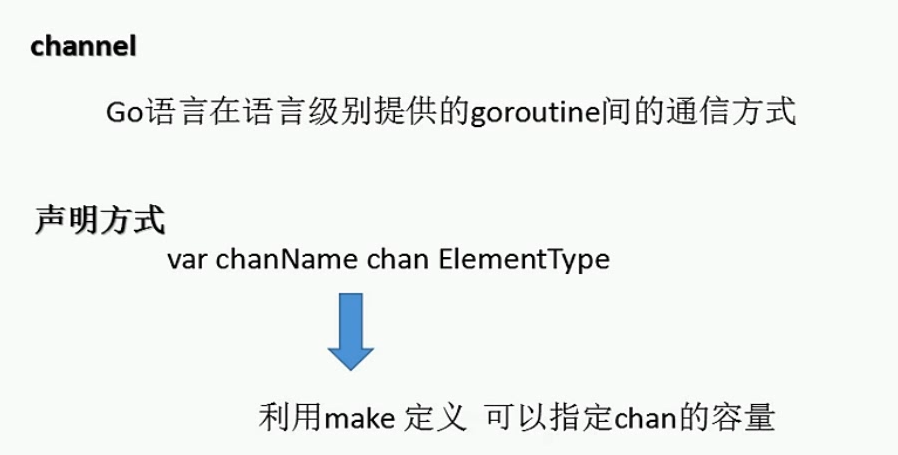 channel
Go语言在语言级别提供的goroutine间的通信方式
声明方式
var chanName chan ElementType
利用make 定义 可以指定chan的容量